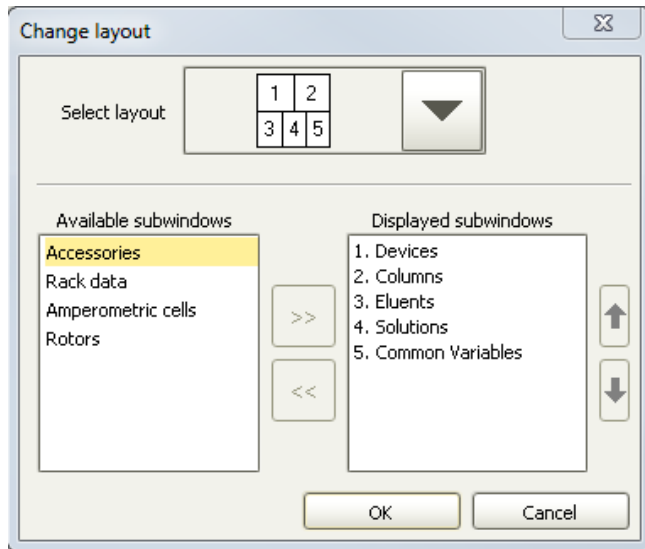 Change layout
Select layout
1 2
3 4 5
Available subwindows
Accessories
Rack data
Amperometric cells
Rotors
>>
<<
Displayed subwindows
1. Devices
2. Columns
3. Eluents
4. Solutions
5. Common Variables
OK Cancel